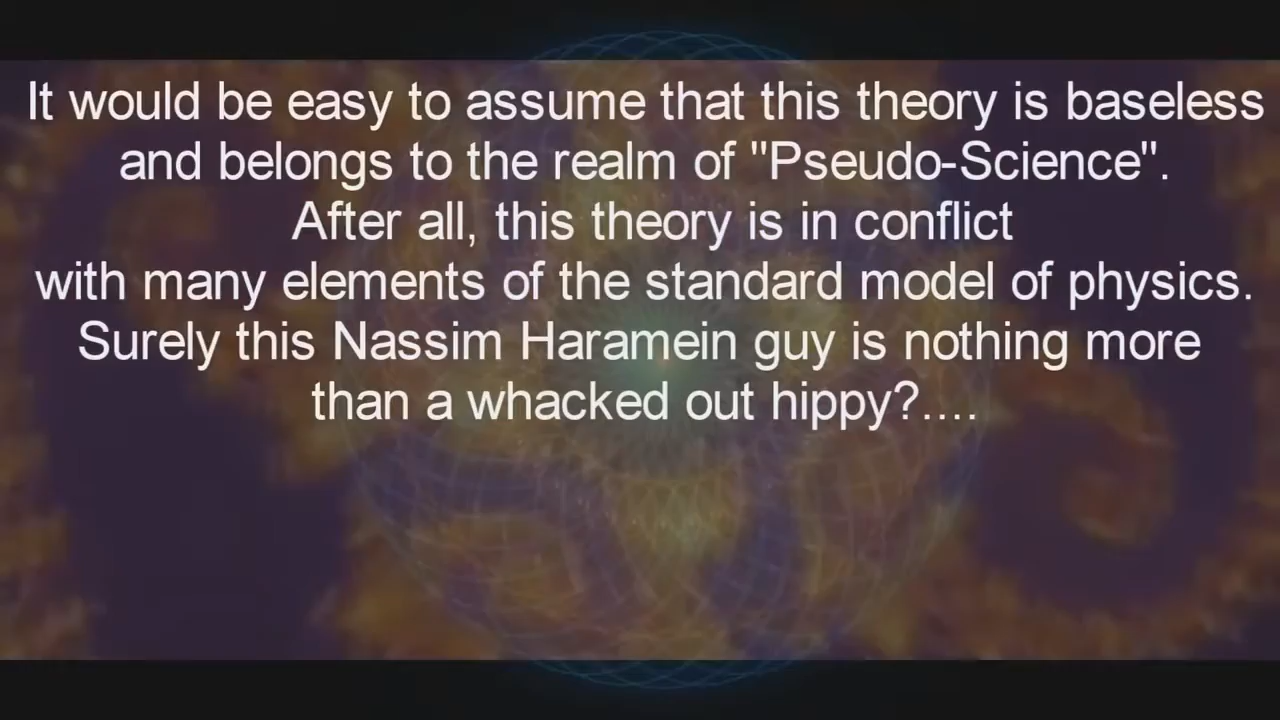 It would be easy to assume that this theory is baseless
and belongs to the realm of "Pseudo-Science".
After all, this theory is in conflict
with many elements of the standard model of physics.
Surely this Nassim Haramein guy is nothing more
than a whacked out hippy?....